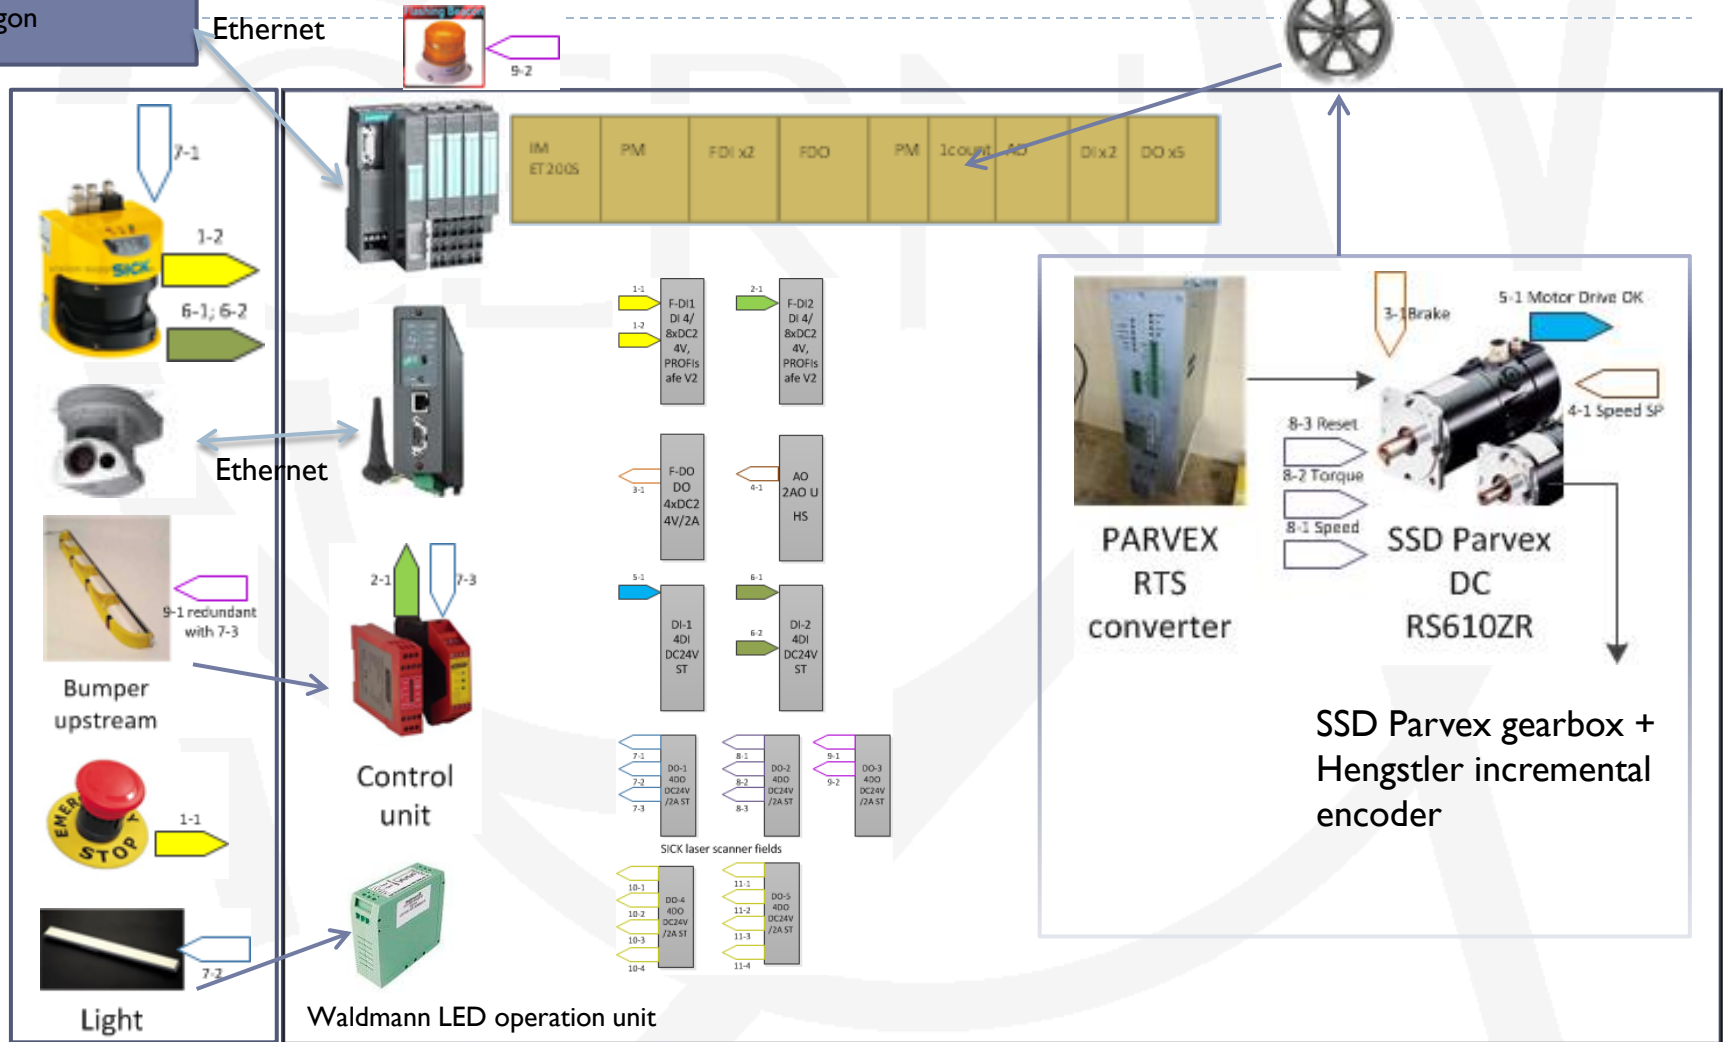 gon
Ethernet
Flashing Beacon
9-2
7-1
IM
ET200S
PM
FDI x2
FDO
PM
1count
AO
DI x2
DO x5
1-2
SICK
6-1; 6-2
1-1
1-2
F-DI1
DI 4/
8xDC2
4V,
PROFIs
afe V2
2-1
F-DI2
DI 4/
8xDC2
4V,
PROFIs
afe V2
3-1Brake
5-1 Motor Drive OK
4-1 Speed SP
8-3 Reset
8-2 Torque
8-1 Speed
Ethernet
3-1
F-DO
DO
4xDC2
4V/2A
4-1
AO
2AO U
HS
PARVEX
RTS
converter
SSD Parvex
DC
RS610ZR
9-1 redundant
with 7-3
2-1
7-3
5-1
DI-1
4DI
DC24V
ST
6-1
6-2
DI-2
4DI
DC24V
ST
Bumper
upstream
Control
unit
SSD Parvex gearbox +
Hengstler incremental
encoder
7-1
7-2
7-3
DO-1
4DO
DC24V
/2A ST
8-1
8-2
8-3
DO-2
4DO
DC24V
/2A ST
9-1
9-2
DO-3
4DO
DC24V
/2A ST
EMER
STOP
1-1
SICK laser scanner fields
10-1
10-2
10-3
10-4
DO-4
4DO
DC24V
/2A ST
11-1
11-2
11-3
11-4
DO-5
4DO
DC24V
/2A ST
7-2
Light
Waldmann LED operation unit
CERN